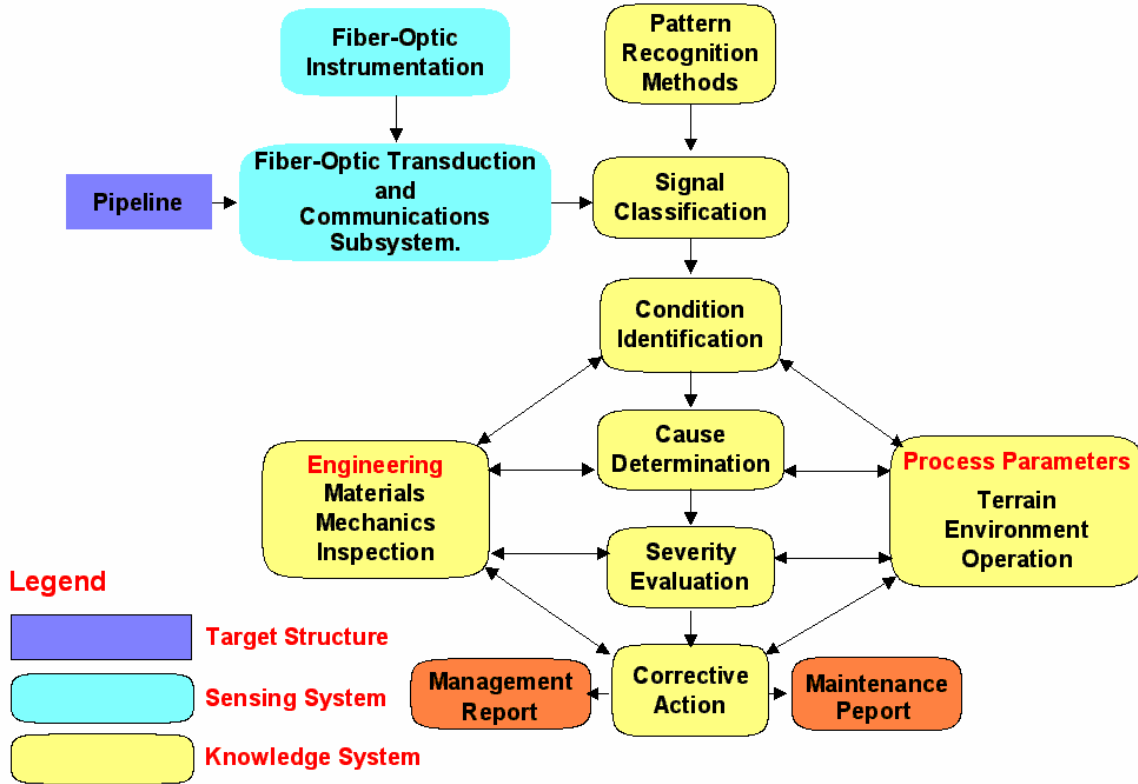 Fiber-Optic
Instrumentation
Pattern
Recognition
Methods
Pipeline
Fiber-Optic Transduction
and
Communications
Subsystem.
Signal
Classification
Condition
Identification
Cause
Determination
Engineering
Materials
Mechanics
Inspection
Process Parameters
Terrain
Environment
Operation
Severity
Evaluation
Corrective
Action
Management
Report
Maintenance
Peport
Legend
Target Structure
Sensing System
Knowledge System